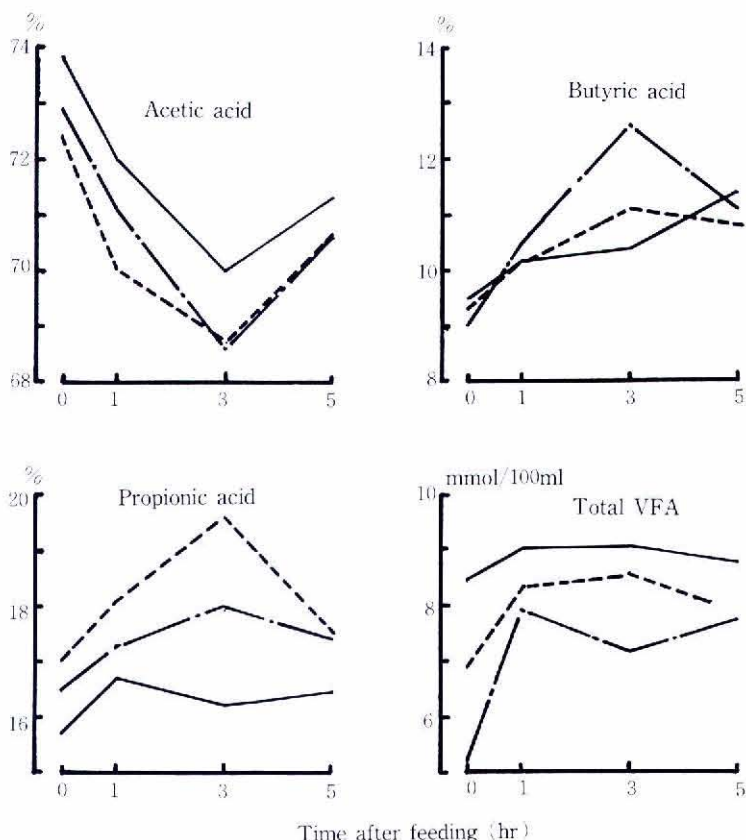 %
74
Acetic acid
72
70
68
0 1 3 5
%
14
Butyric acid
12
10
8
0 1 3 5
%
20
Propionic acid
18
16
0 1 3 5
mmol/100ml
10
Total VFA
8
6
0 1 3 5
Time after feeding (hr)